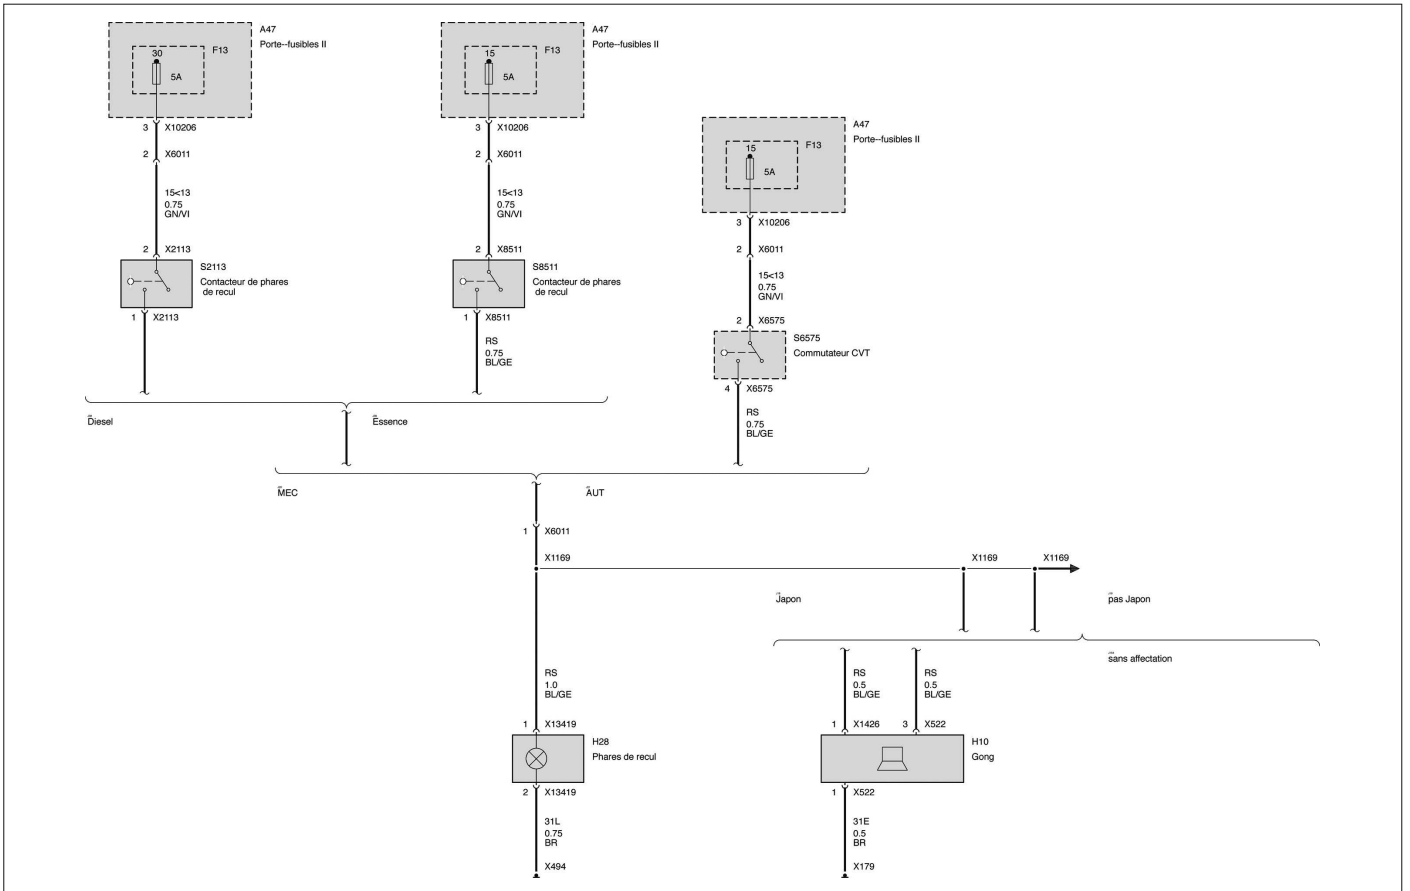 A47
Porte--fusibles II
30
F13
5A
3 X10206
2 X6011
15<13
0.75
GN/VI
2 X2113
S2113
Contacteur de phares
de recul
1 X2113
A47
Porte--fusibles II
15
F13
5A
3 X10206
2 X6011
15<13
0.75
GN/VI
2 X8511
S8511
Contacteur de phares
de recul
1 X8511
RS
0.75
BL/GE
A47
Porte--fusibles II
15
F13
5A
3 X10206
2 X6011
15<13
0.75
GN/VI
2 X6575
S6575
Commutateur CVT
4 X6575
RS
0.75
BL/GE
Diesel
Essence
MEC
AUT
1 X6011
X1169
X1169
X1169
Japon
pas Japon
sans affectation
RS
1.0
BL/GE
1 X13419
H28
Phares de recul
2 X13419
31L
0.75
BR
X494
RS
0.5
BL/GE
RS
0.5
BL/GE
1 X1426
3 X522
H10
Gong
1 X522
31E
0.5
BR
X179